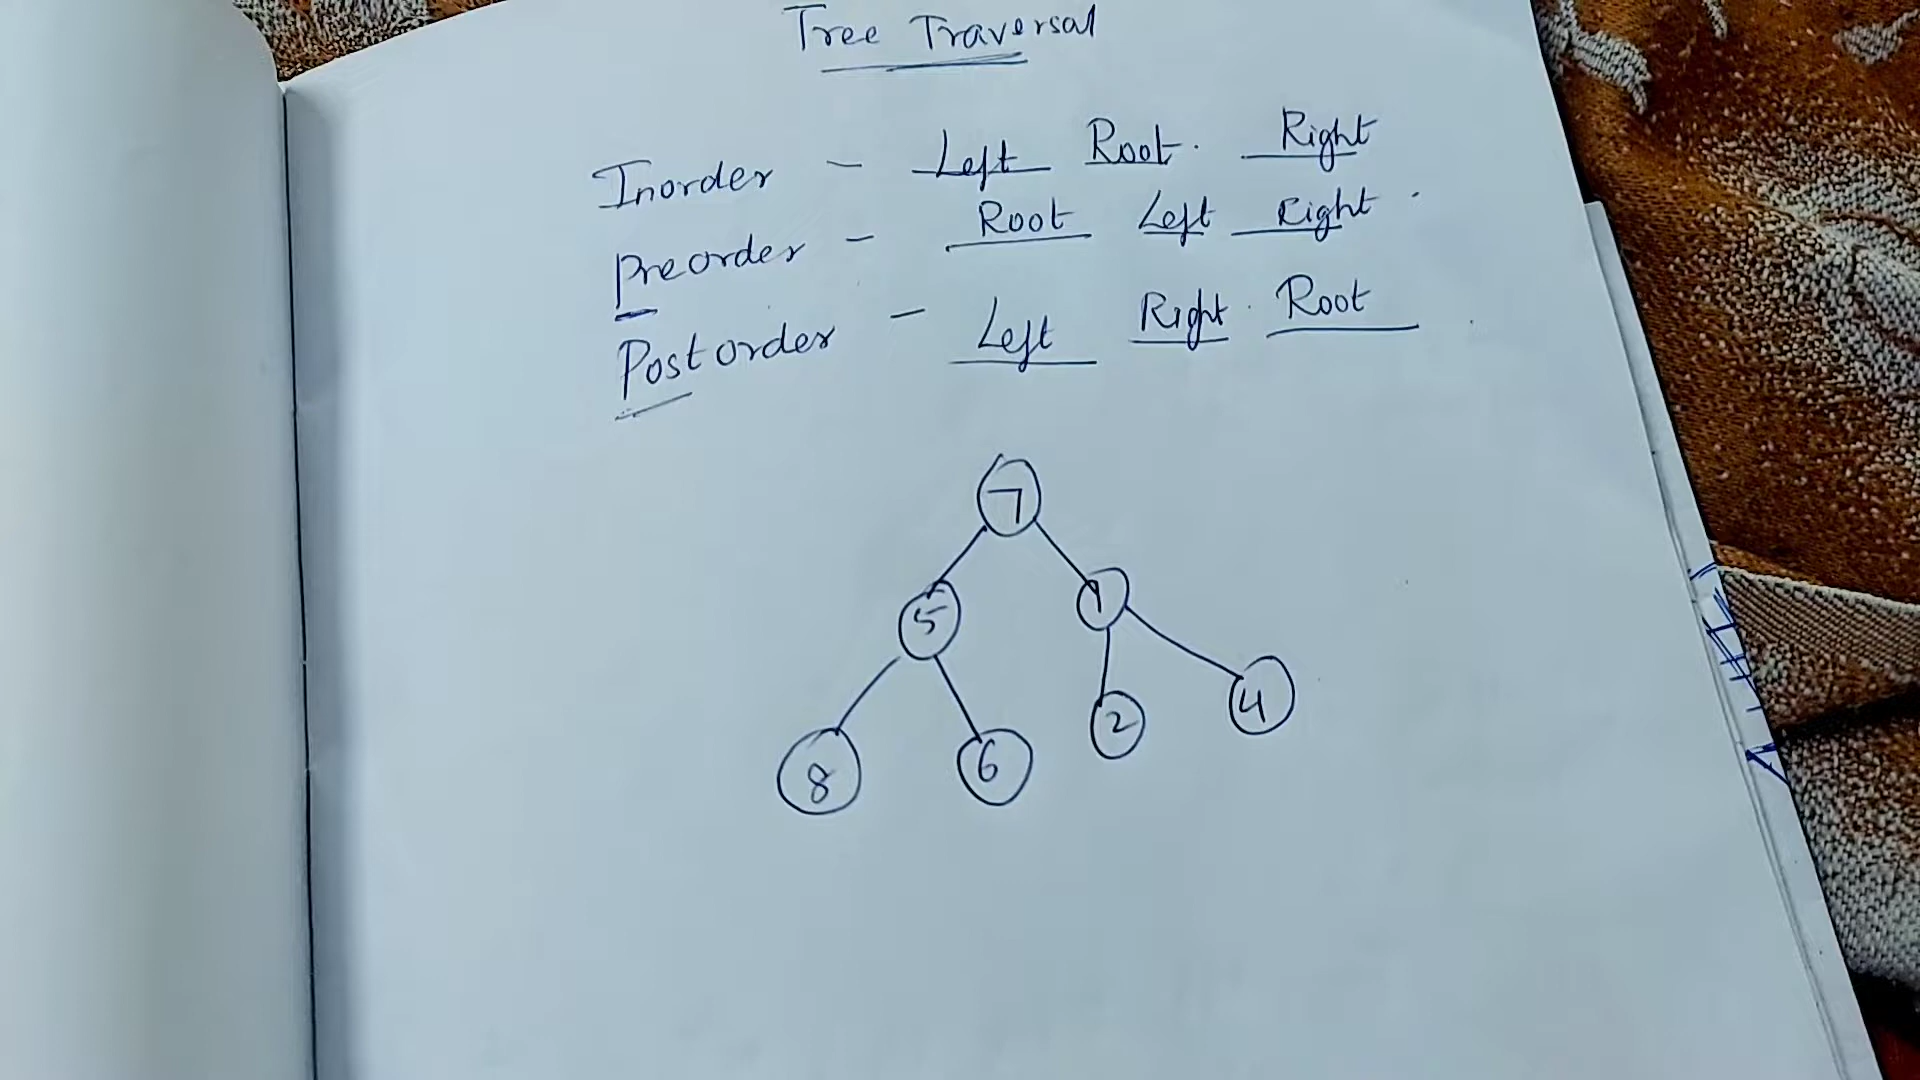 Tree Traversal
Inorder - Left Root. Right
Preorder - Root Left Right.
Postorder - Left Right. Root
7
5 1
8 6 2 4